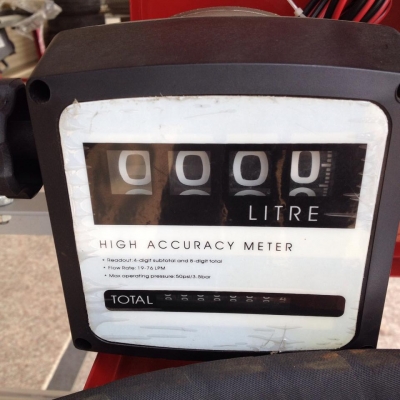 0000
LITRE
HIGH ACCURACY METER
• Readout: 4-digit subtotal and 8-digit total
• Flow Rate: 19-76 LPM
• Max operating pressure: 50psi/3.5bar
TOTAL